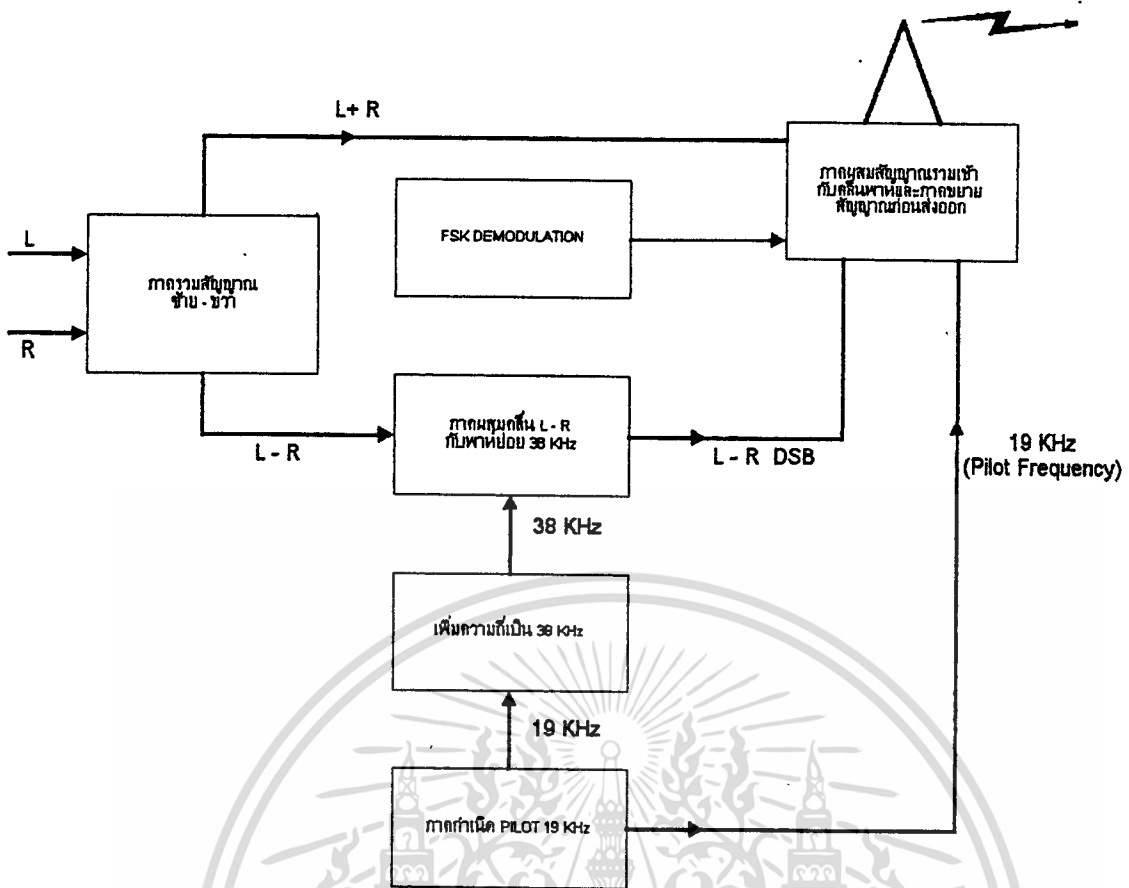 L+ R
ภาคผสมสัญญาณรวมเข้า
กับคลื่นพาห์และภาคขยาย
สัญญาณก่อนส่งออก
FSK DEMODULATION
L
ภาครวมสัญญาณ
ซ้าย - ขวา
R
ภาคผสมคลื่น L - R
กับพาห์ย่อย 38 KHz
L - R
L - R DSB
19 KHz
(Pilot Frequency)
38 KHz
เพิ่มความถี่เป็น 38 KHz
19 KHz
ภาคกำเนิด PILOT 19 KHz